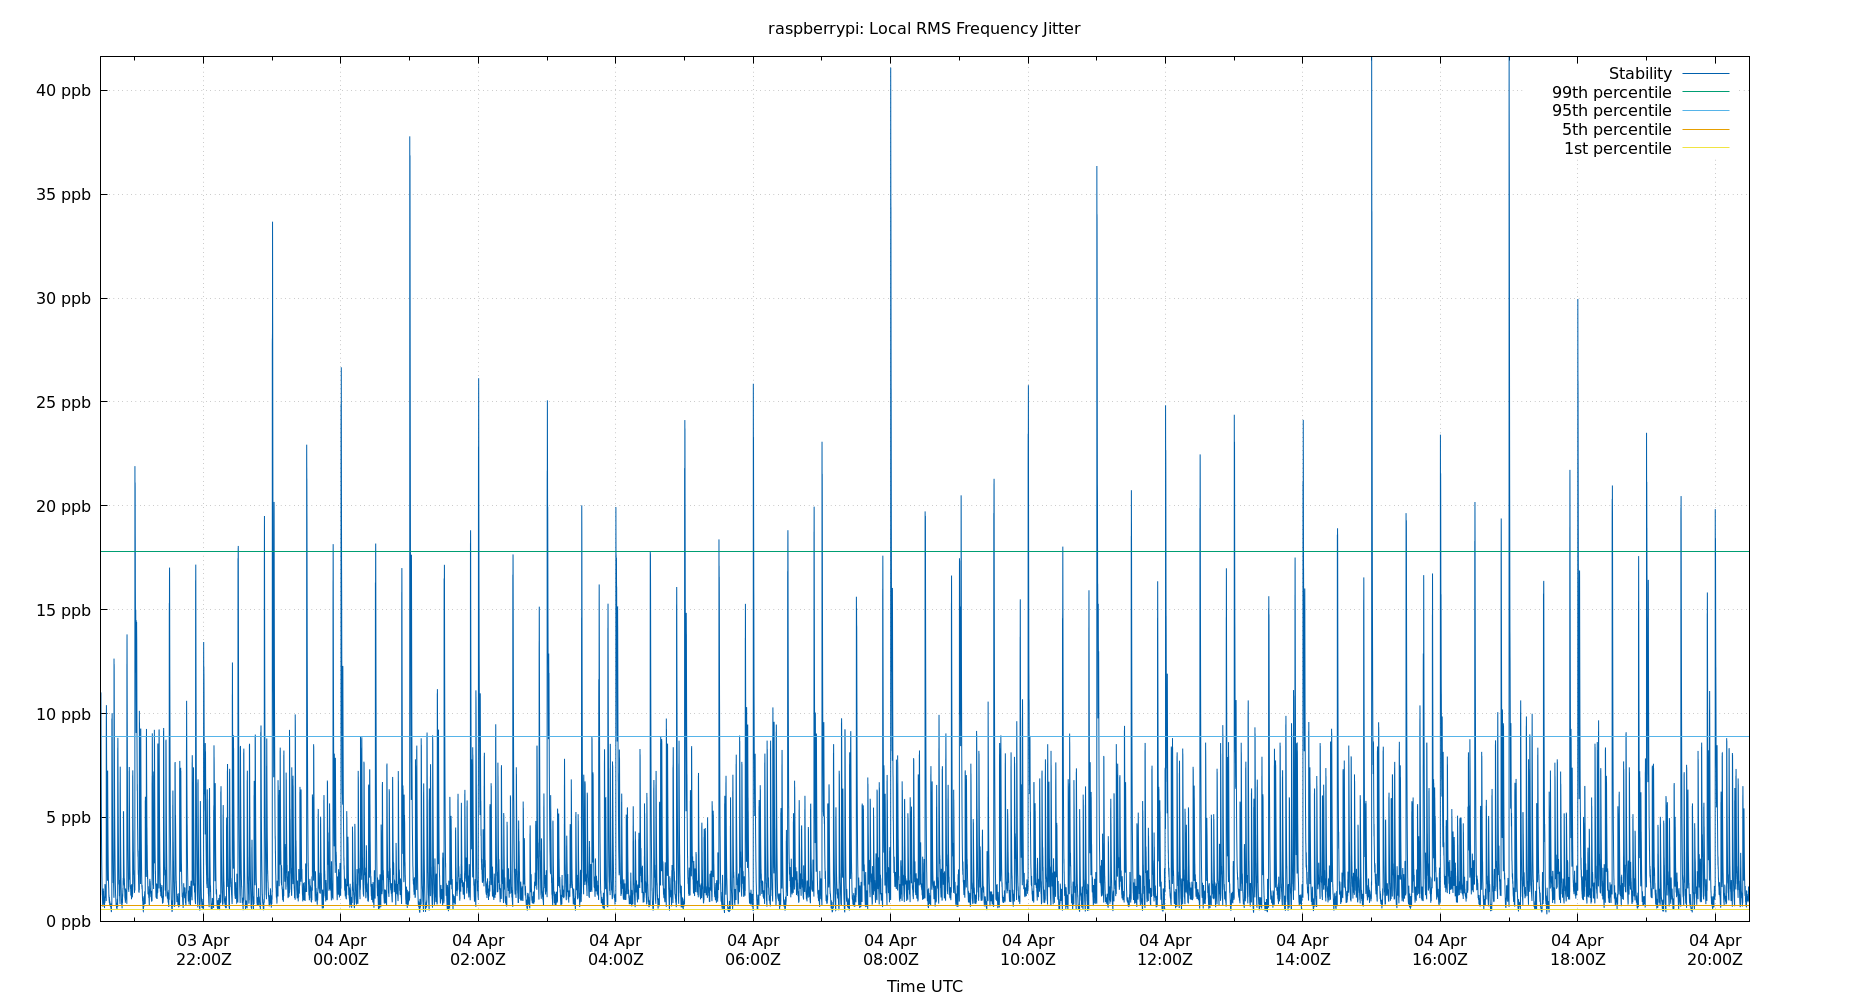 raspberrypi: Local RMS Frequency Jitter
Stability
99th percentile
95th percentile
5th percentile
1st percentile
40 ppb
35 ppb
30 ppb
25 ppb
20 ppb
15 ppb
10 ppb
5 ppb
0 ppb
03 Apr 04 Apr 04 Apr 04 Apr 04 Apr 04 Apr 04 Apr 04 Apr 04 Apr 04 Apr 04 Apr 04 Apr
22:00Z 00:00Z 02:00Z 04:00Z 06:00Z 08:00Z 10:00Z 12:00Z 14:00Z 16:00Z 18:00Z 20:00Z
Time UTC